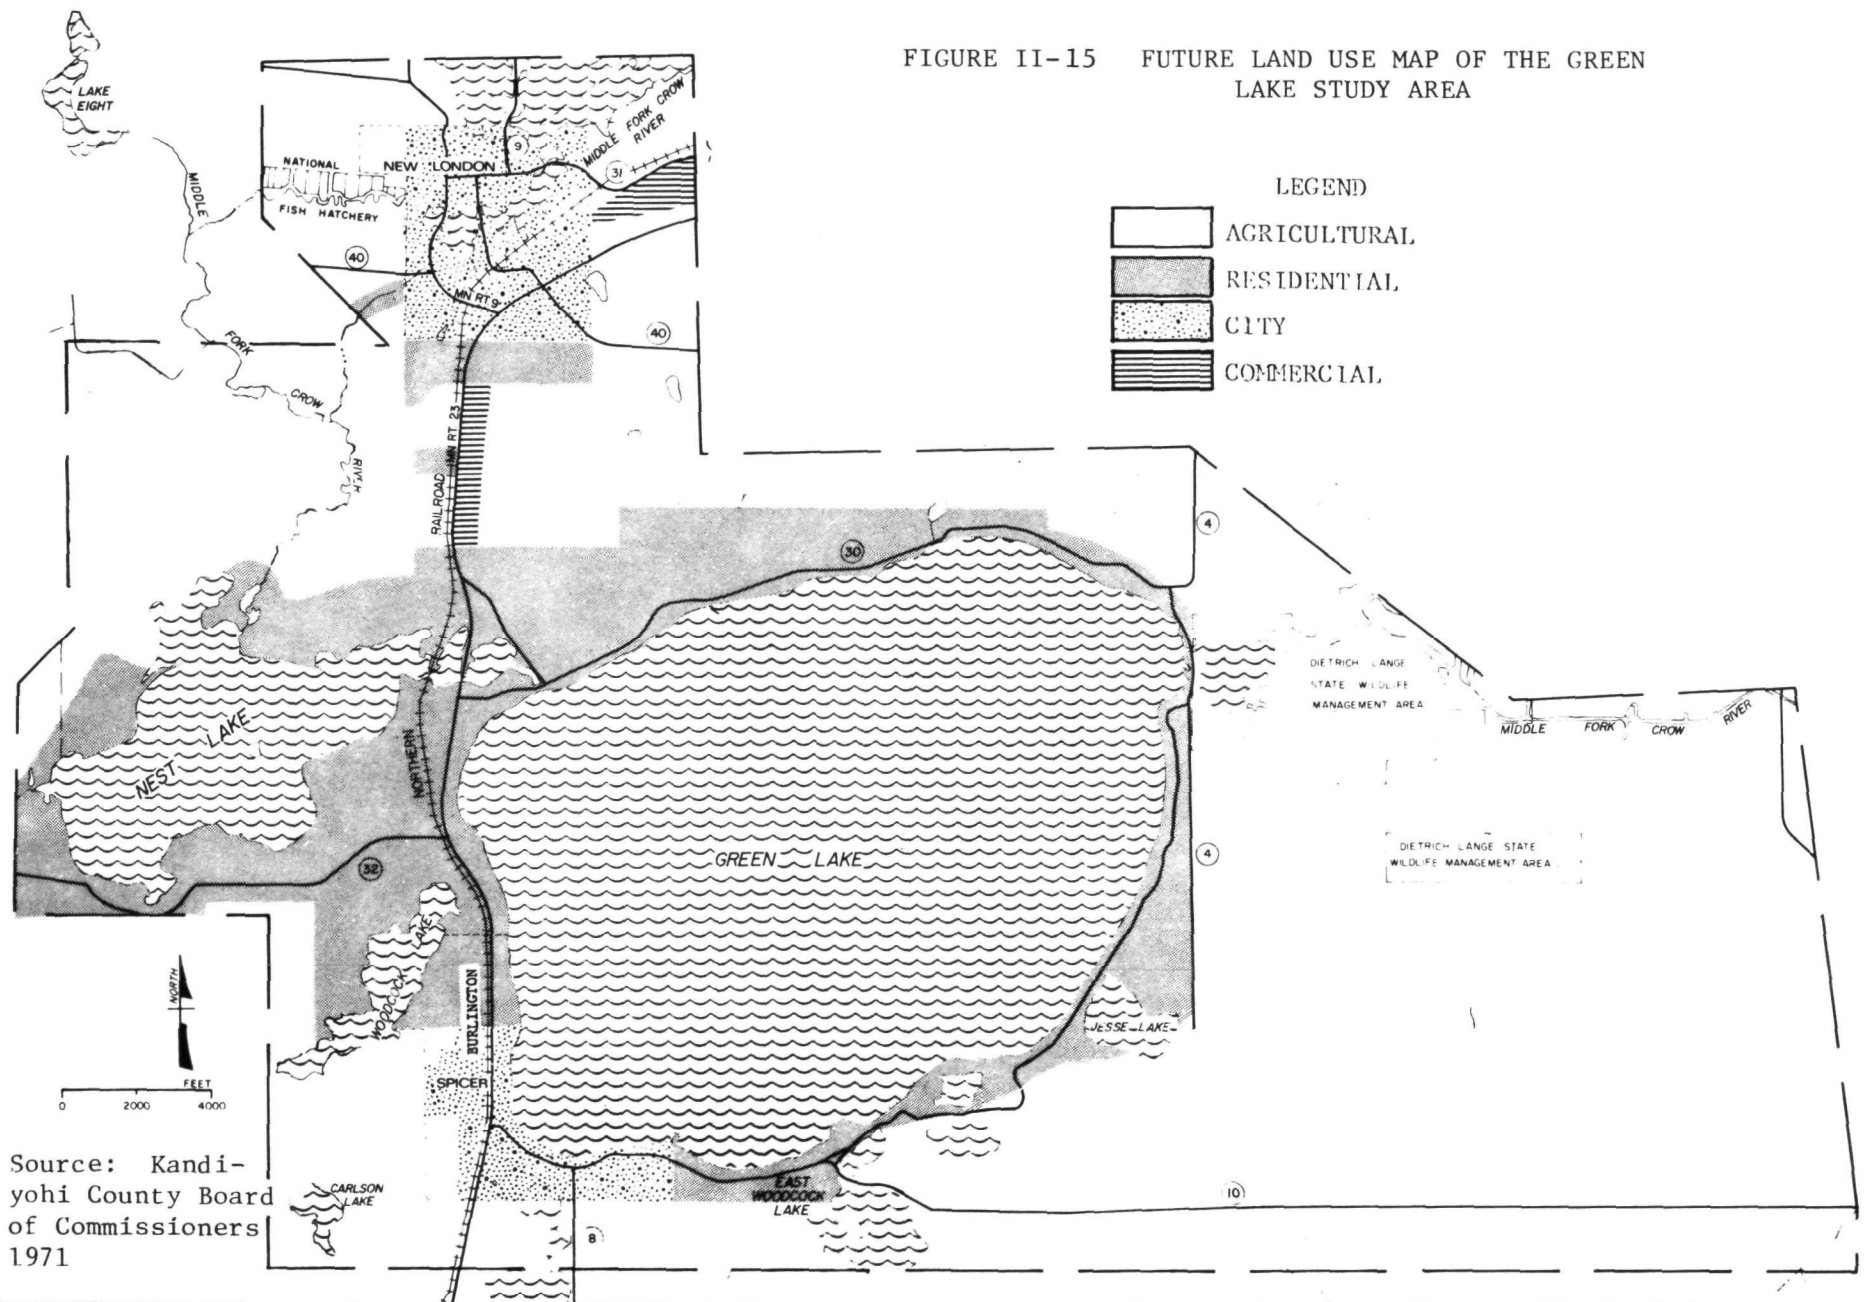 FIGURE II-15 FUTURE LAND USE MAP OF THE GREEN
LAKE STUDY AREA
LEGEND
AGRICULTURAL
RESIDENTIAL
CITY
COMMERCIAL
LAKE
EIGHT
NATIONAL
FISH HATCHERY
NEW LONDON
9
MIDDLE FORK CROW
RIVER
31
MIDDLE
FORK
CROW
RIVER
40
MN RT 9
40
MN RT 23
RAILROAD
NORTHERN
BURLINGTON
30
4
4
NEST LAKE
GREEN LAKE
32
WOODCOCK
LAKE
DIETRICH LANGE
STATE WILDLIFE
MANAGEMENT AREA
MIDDLE FORK CROW RIVER
DIETRICH LANGE STATE
WILDLIFE MANAGEMENT AREA
JESSE LAKE
SPICER
EAST
WOODCOCK
LAKE
CARLSON
LAKE
8
10
NORTH
FEET
0 2000 4000
Source: Kandi-
yohi County Board
of Commissioners
1971